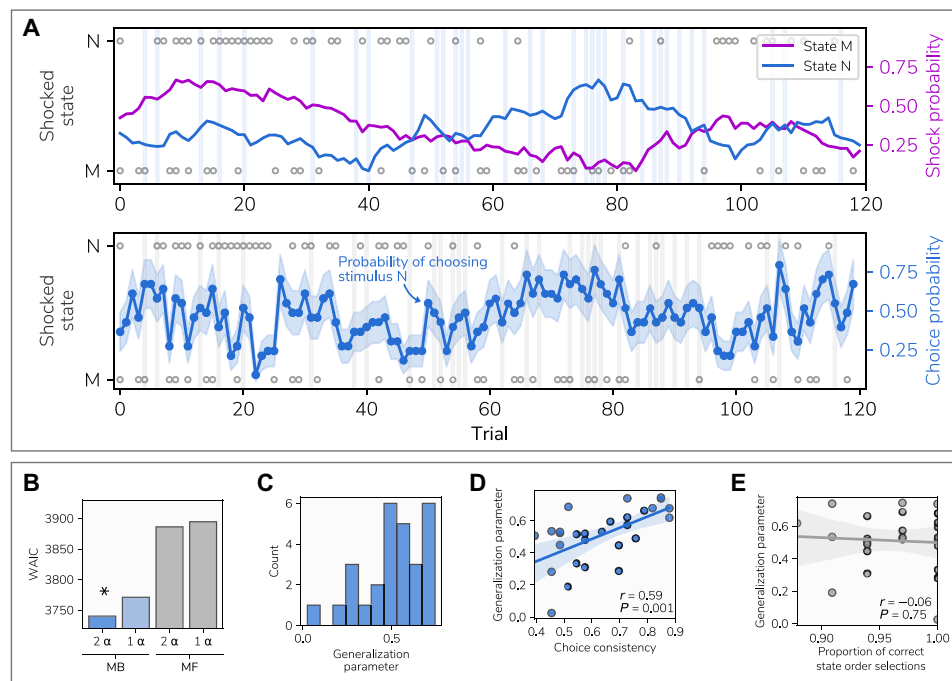 A
N
M
Shocked
state
State M
State N
0.75
0.50
0.25
Shock probability
0
20
40
60
80
100
120
N
M
Shocked
state
Probability of choosing
stimulus N
0.75
0.50
0.25
Choice probability
0
20
40
60
80
100
120
Trial
B
WAIC
3900
3850
3800
3750
*
2 α
1 α
2 α
1 α
MB
MF
C
Count
6
4
2
0
0.0
0.5
Generalization
parameter
D
Generalization parameter
0.6
0.4
0.2
0.0
r = 0.59
P = 0.001
0.4
0.5
0.6
0.7
0.8
0.9
Choice consistency
E
Generalization parameter
0.6
0.4
0.2
0.0
r = −0.06
P = 0.75
0.90
0.95
1.00
Proportion of correct
state order selections